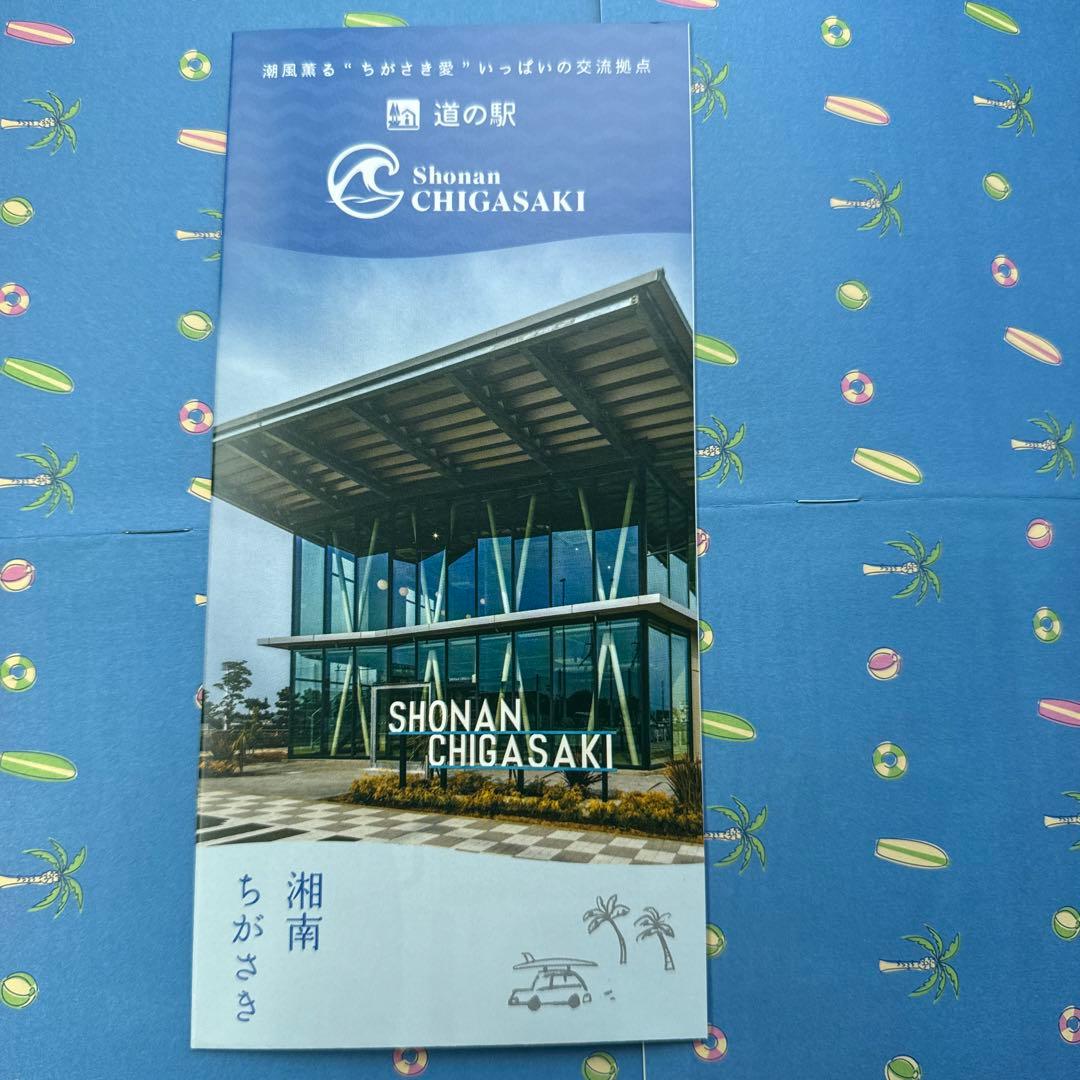 潮風薫る“ちがさき愛”いっぱいの交流拠点
道の駅
Shonan
CHIGASAKI
SHONAN
CHIGASAKI
湘南
ちがさき